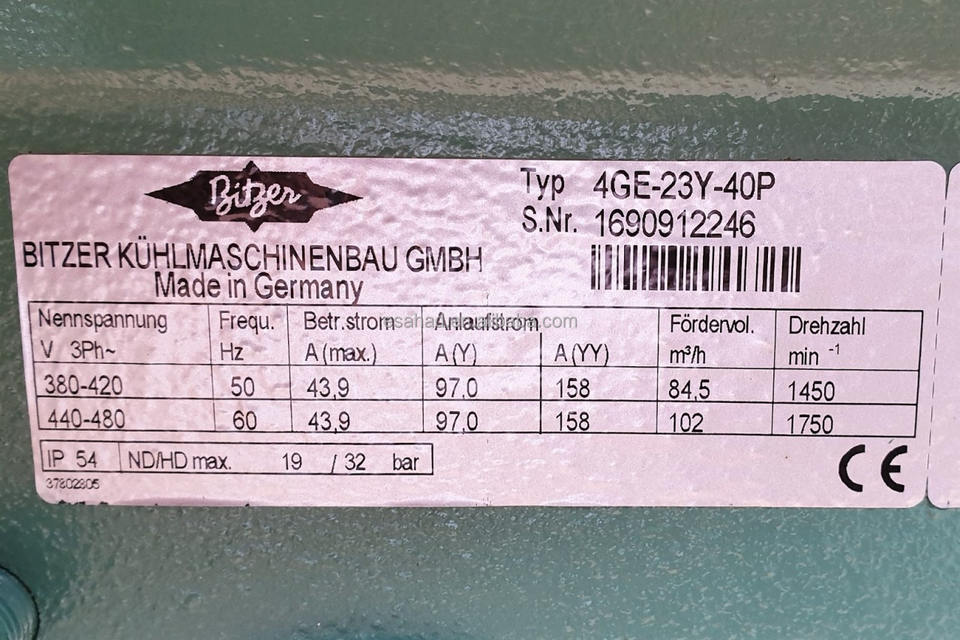 Bitzer
BITZER KÜHLMASCHINENBAU GMBH
Made in Germany
Typ 4GE-23Y-40P
S.Nr. 1690912246
Nennspannung Frequ. Betr.strom Anlaufstrom Fördervol. Drehzahl
V 3Ph~ Hz A (max.) A (Y) A (YY) m³/h min -1
380-420 50 43,9 97,0 158 84,5 1450
440-480 60 43,9 97,0 158 102 1750
IP 54 ND/HD max. 19 / 32 bar
37802805
CE